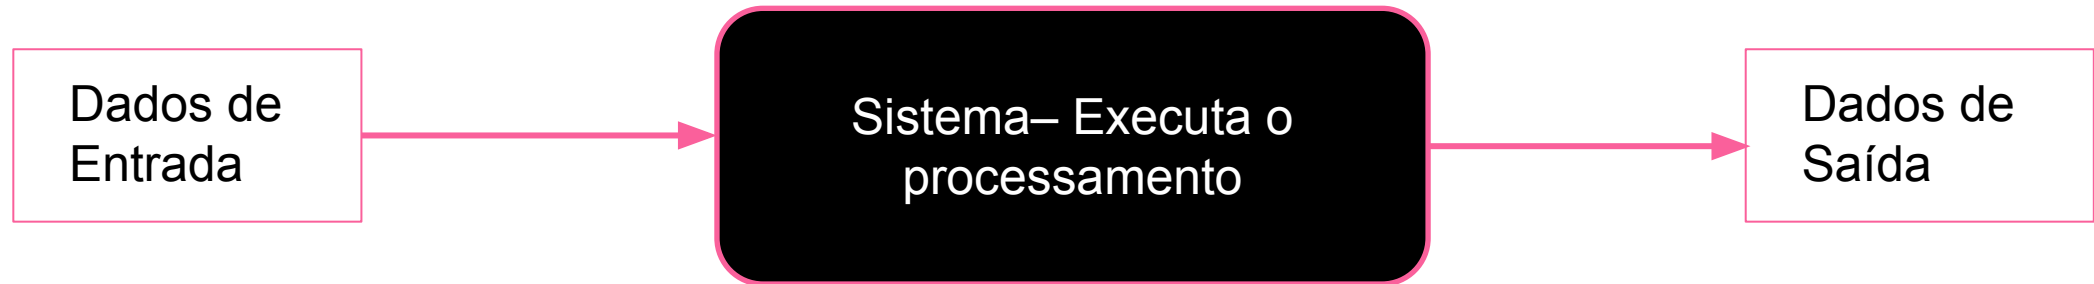 Dados de
Entrada
Sistema– Executa o
processamento
Dados de
Saída